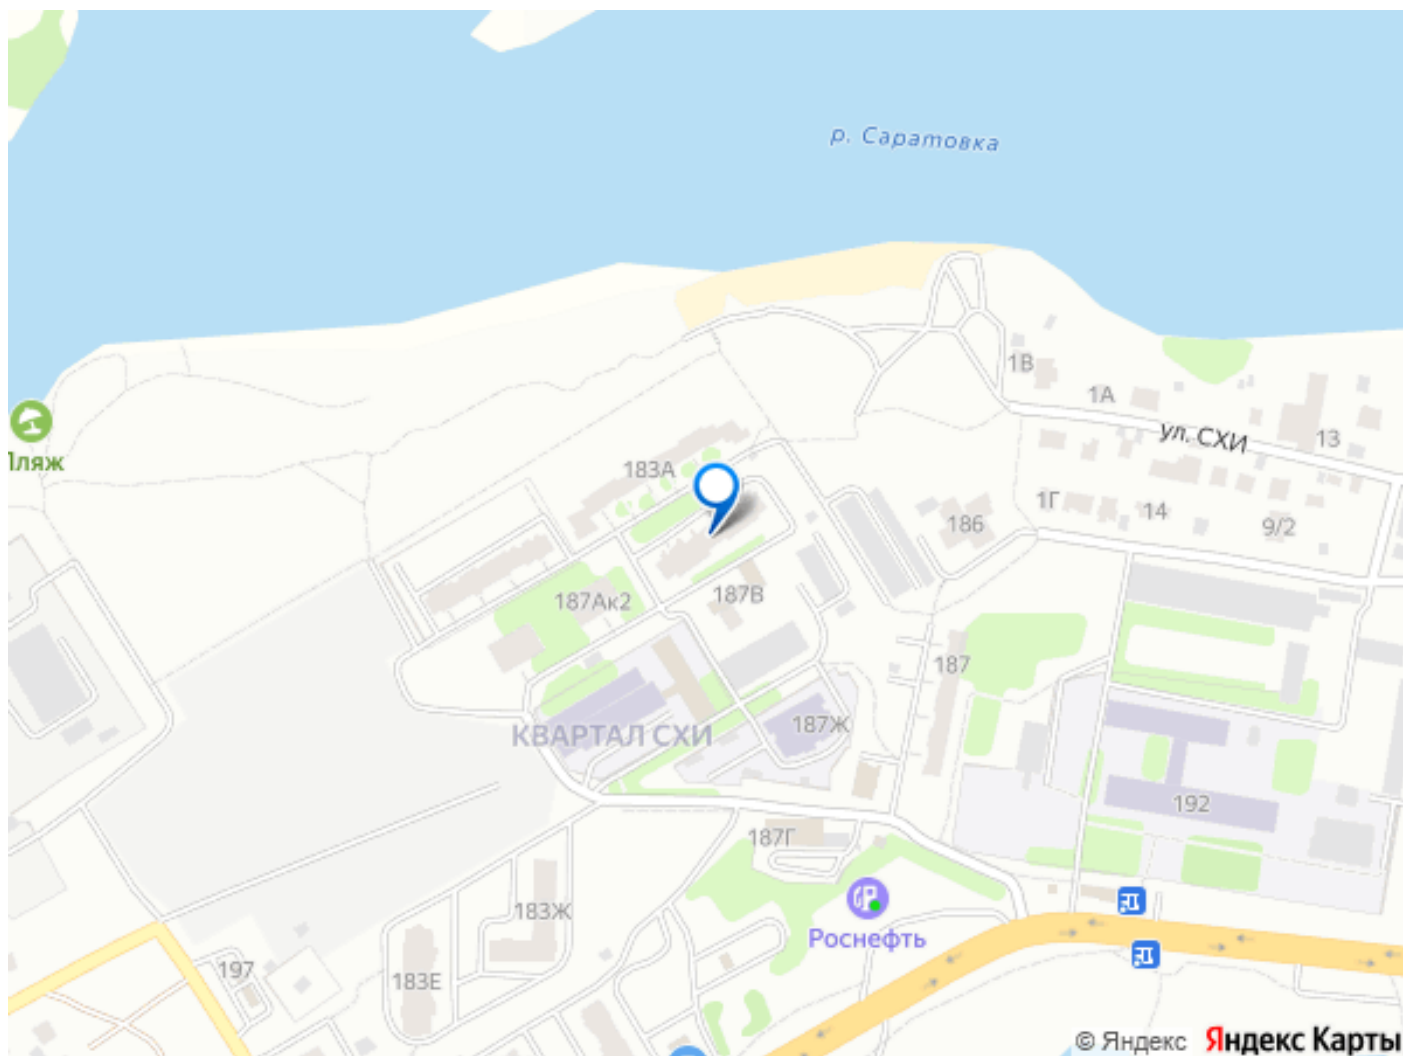 р. Саратовка
1В
1А
ул. СХИ
13
Пляж
183А
1Г
14
9/2
186
187Ак2
187В
187
КВАРТАЛ СХИ
187Ж
192
187Г
183Ж
Роснефть
197
183Е
© Яндекс Яндекс Карты